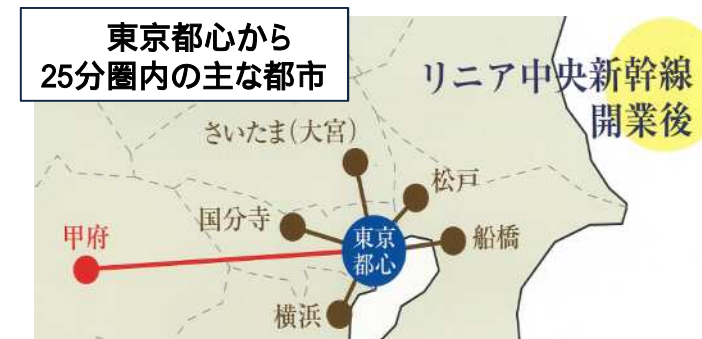 東京都心から
25分圏内の主な都市
リニア中央新幹線
開業後
さいたま(大宮)
松戸
国分寺
甲府
東京
都心
船橋
横浜